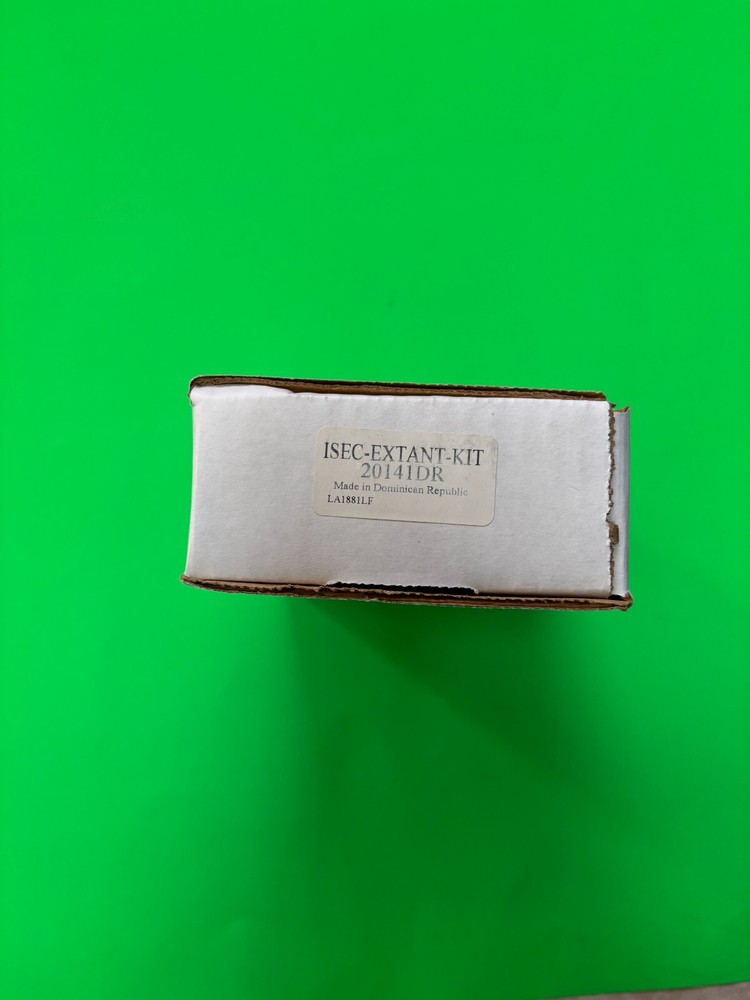 ISEC-EXTANT-KIT
20141DR
Made in Dominican Republic
LA1881LF